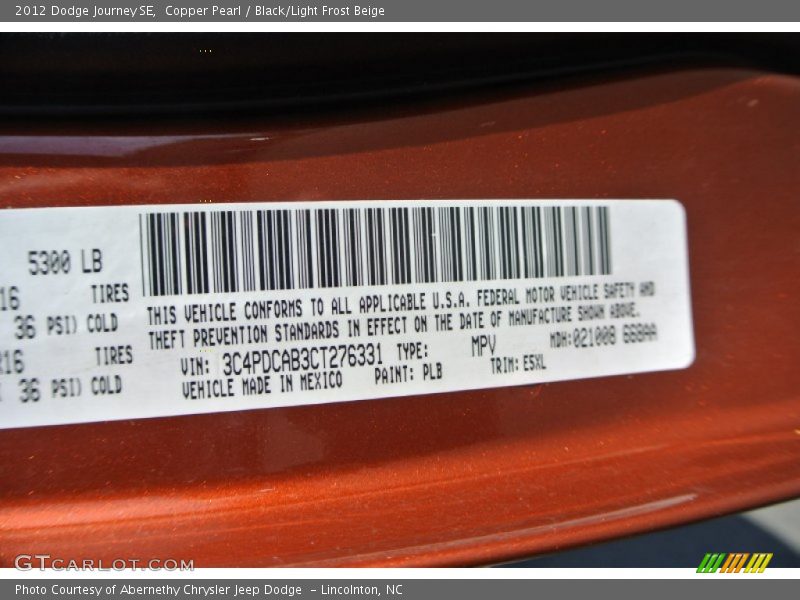 2012 Dodge Journey SE, Copper Pearl / Black/Light Frost Beige
5300 LB
16 TIRES
36 PSI) COLD
R16 TIRES
36 PSI) COLD
THIS VEHICLE CONFORMS TO ALL APPLICABLE U.S.A. FEDERAL MOTOR VEHICLE SAFETY AND
THEFT PREVENTION STANDARDS IN EFFECT ON THE DATE OF MANUFACTURE SHOWN ABOVE.
VIN: 3C4PDCAB3CT276331 TYPE: MPV MDH:021008 668AA
VEHICLE MADE IN MEXICO PAINT: PLB TRIM: ESXL
GTCARLOT.COM
Photo Courtesy of Abernethy Chrysler Jeep Dodge - Lincolnton, NC